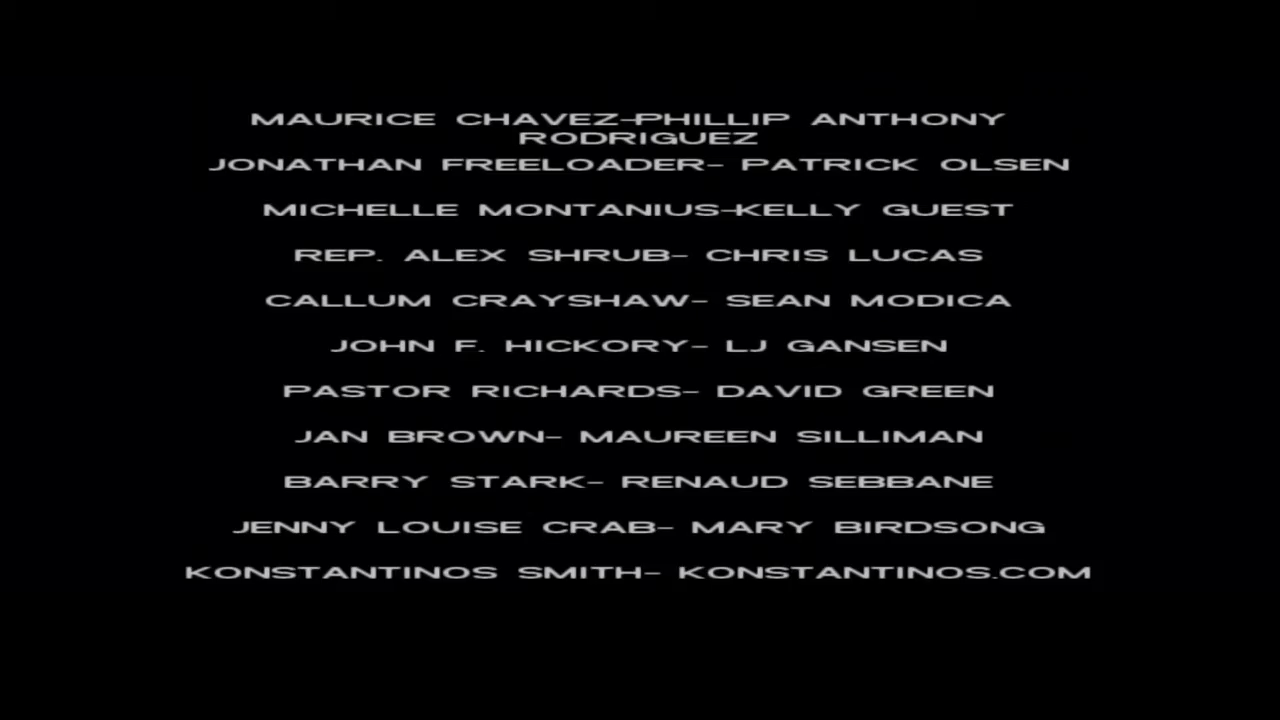 MAURICE CHAVEZ-PHILLIP ANTHONY
RODRIGUEZ
JONATHAN FREELOADER- PATRICK OLSEN
MICHELLE MONTANIUS-KELLY GUEST
REP. ALEX SHRUB- CHRIS LUCAS
CALLUM CRAYSHAW- SEAN MODICA
JOHN F. HICKORY- LJ GANSEN
PASTOR RICHARDS- DAVID GREEN
JAN BROWN- MAUREEN SILLIMAN
BARRY STARK- RENAUD SEBBANE
JENNY LOUISE CRAB- MARY BIRDSONG
KONSTANTINOS SMITH- KONSTANTINOS.COM